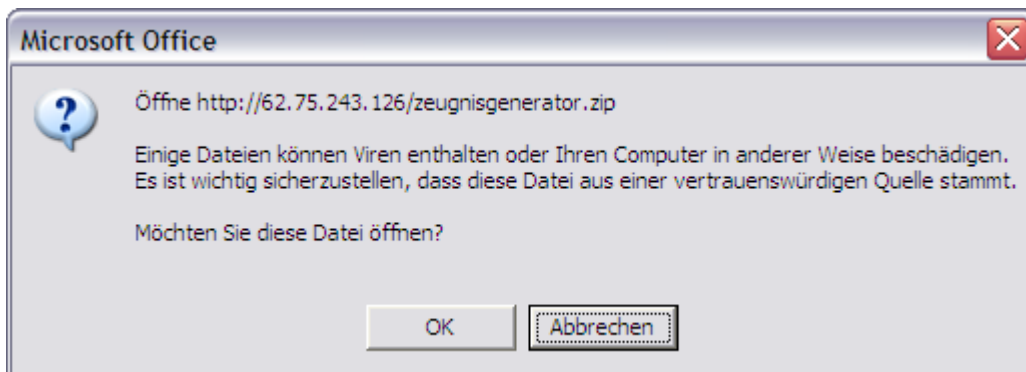 Microsoft Office
Öffne http://62.75.243.126/zeugnisgenerator.zip
Einige Dateien können Viren enthalten oder Ihren Computer in anderer Weise beschädigen.
Es ist wichtig sicherzustellen, dass diese Datei aus einer vertrauenswürdigen Quelle stammt.
Möchten Sie diese Datei öffnen?
OK
Abbrechen